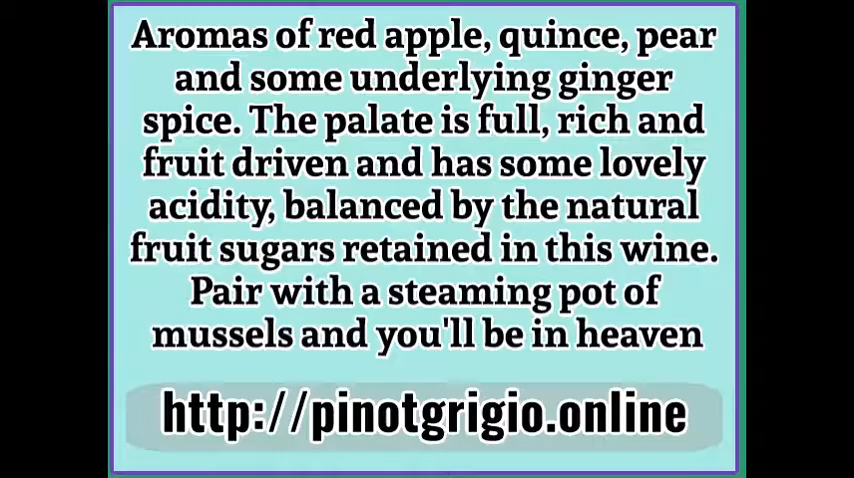 Aromas of red apple, quince, pear
and some underlying ginger
spice. The palate is full, rich and
fruit driven and has some lovely
acidity, balanced by the natural
fruit sugars retained in this wine.
Pair with a steaming pot of
mussels and you'll be in heaven
http://pinotgrigio.online